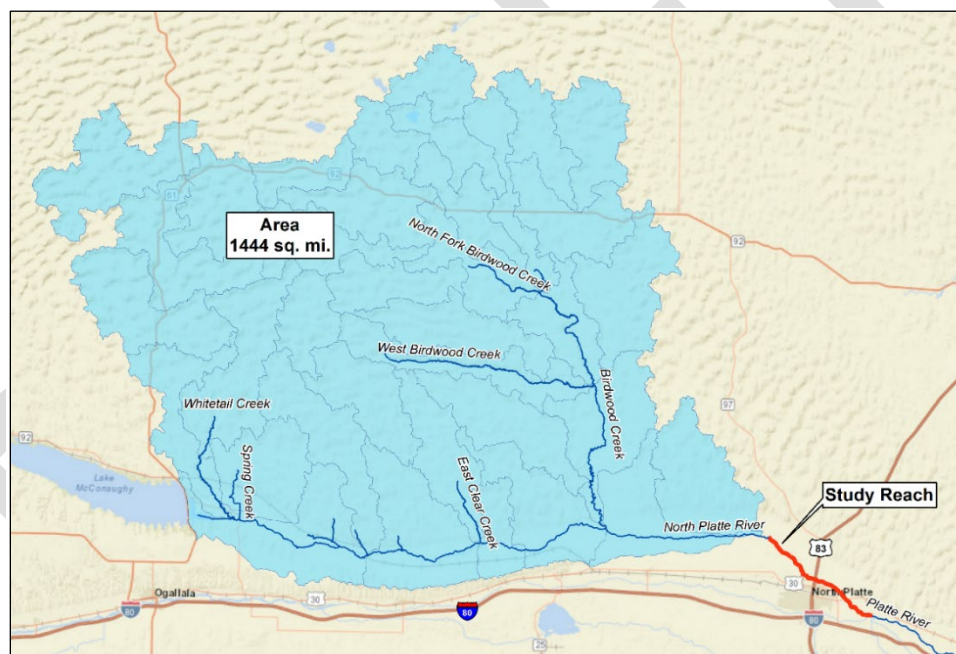 92
61
Area
1444 sq. mi.
North Fork Birdwood Creek
92
West Birdwood Creek
Birdwood Creek
Whitetail Creek
97
92
Spring Creek
East Clear Creek
Lake
McConaughy
Study Reach
North Platte River
83
30
Ogallala
30
North Platte
80
80
80
Platte River
25